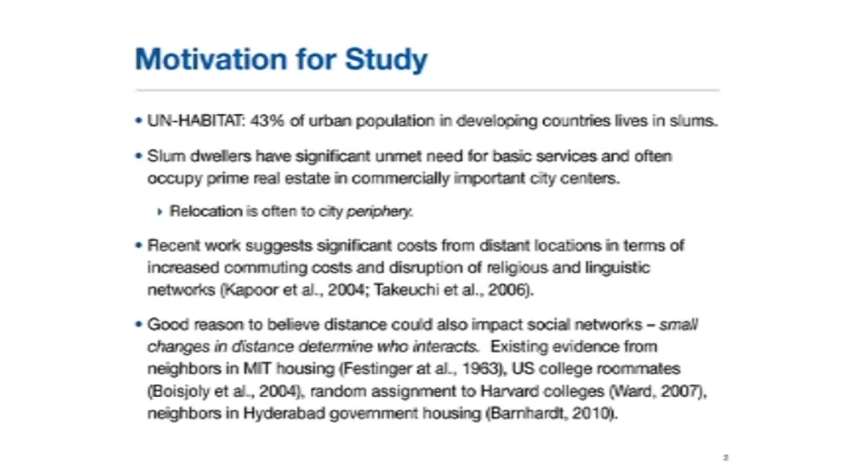 Motivation for Study
• UN-HABITAT: 43% of urban population in developing countries lives in slums.
• Slum dwellers have significant unmet need for basic services and often
occupy prime real estate in commercially important city centers.
‣ Relocation is often to city periphery.
• Recent work suggests significant costs from distant locations in terms of
increased commuting costs and disruption of religious and linguistic
networks (Kapoor et al., 2004; Takeuchi et al., 2006).
• Good reason to believe distance could also impact social networks – small
changes in distance determine who interacts. Existing evidence from
neighbors in MIT housing (Festinger at al., 1963), US college roommates
(Boisjoly et al., 2004), random assignment to Harvard colleges (Ward, 2007),
neighbors in Hyderabad government housing (Barnhardt, 2010).